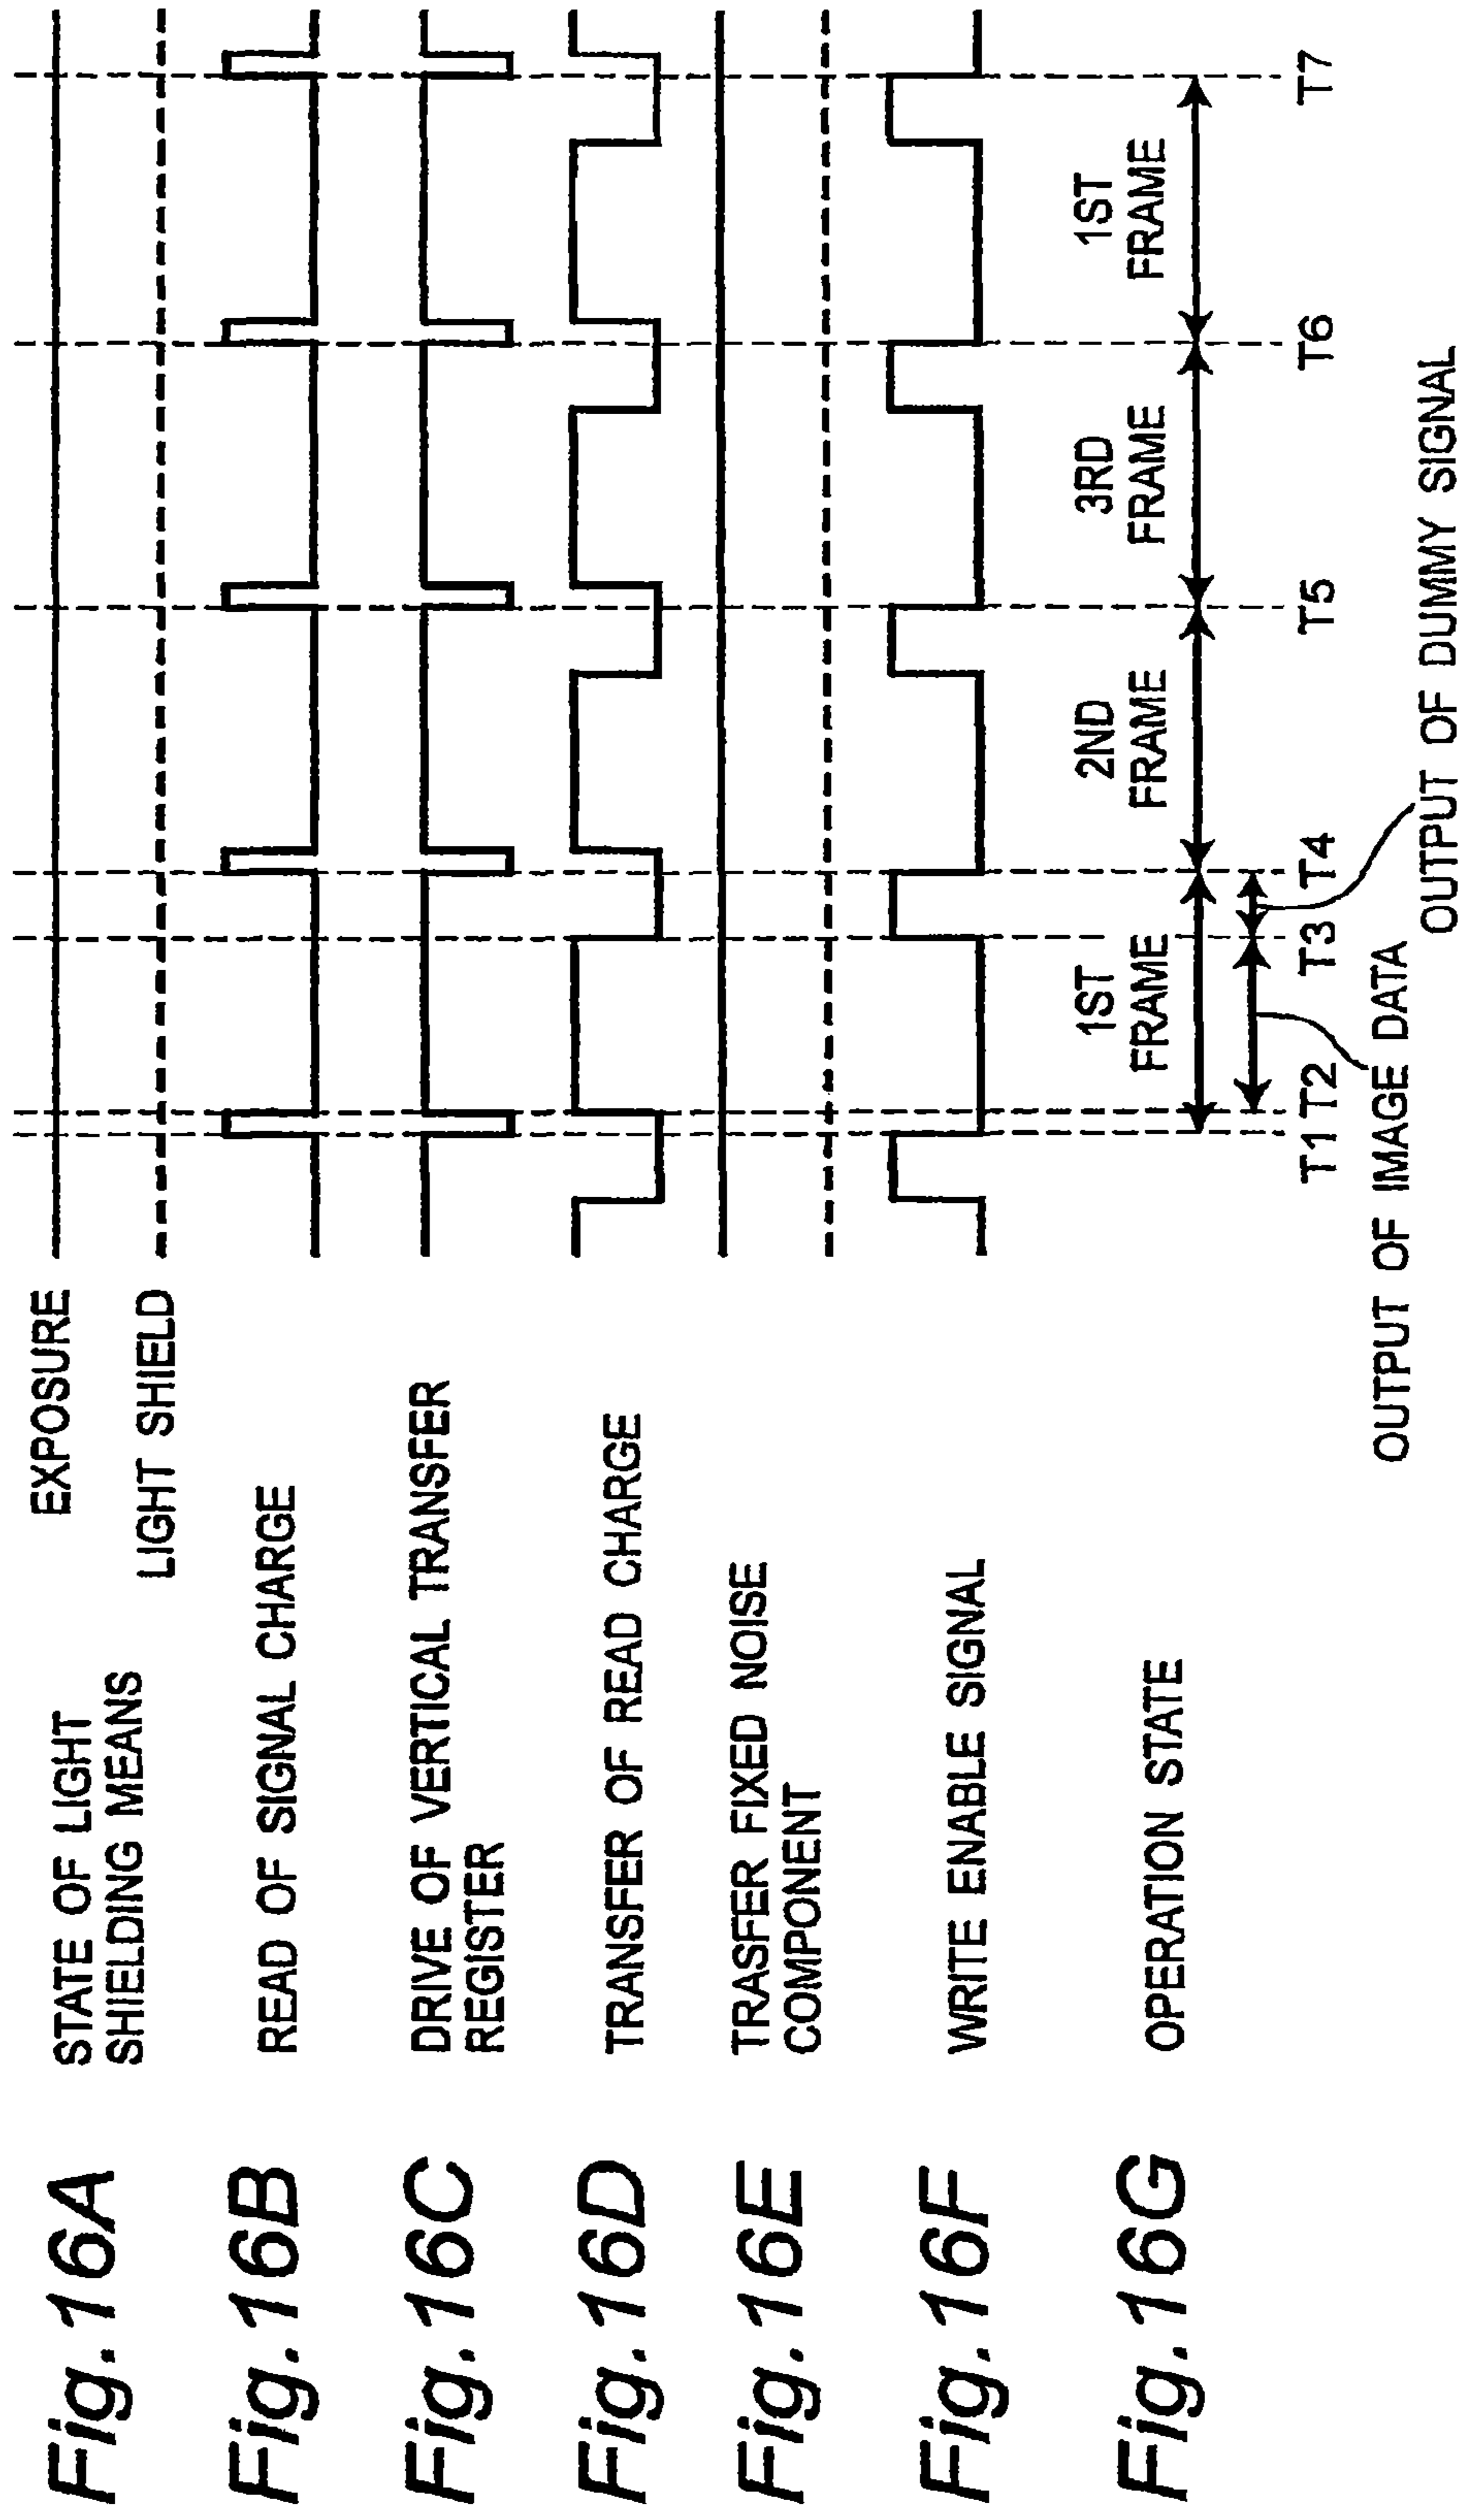 Fig.16A
STATE OF LIGHT
SHIELDING MEANS
EXPOSURE
LIGHT SHIELD
Fig.16B
READ OF SIGNAL CHARGE
Fig.16C
DRIVE OF VERTICAL TRANSFER
REGISTER
Fig.16D
TRANSFER OF READ CHARGE
Fig.16E
TRASFER FIXED NOISE
COMPONENT
Fig.16F
WRITE ENABLE SIGNAL
Fig.16G
OPERATION STATE
1ST
FRAME
2ND
FRAME
3RD
FRAME
1ST
FRAME
T1 T2 T3 T4 T5 T6 T7
OUTPUT OF IMAGE DATA
OUTPUT OF DUMMY SIGNAL